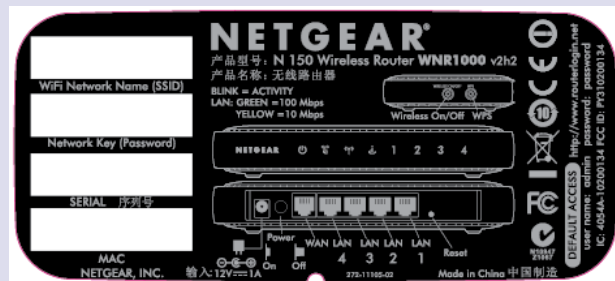 NETGEAR®
产品型号: N 150 Wireless Router WNR1000 v2h2
产品名称: 无线路由器
BLINK = ACTIVITY
LAN: GREEN =100 Mbps
YELLOW =10 Mbps
Wireless On/Off WPS
WiFi Network Name (SSID)
Network Key (Password)
SERIAL 序列号
MAC
NETGEAR, INC.
NETGEAR 1 2 3 4
Power
On Off
WAN LAN LAN LAN LAN
4 3 2 1
Reset
输入: 12V 1A
272-11105-02
Made in China 中国制造
10
FC
N10947
DEFAULT ACCESS http://www.routerlogin.net
user name: admin password: password
IC: 4054A-10200134 FCC ID: PY310200134